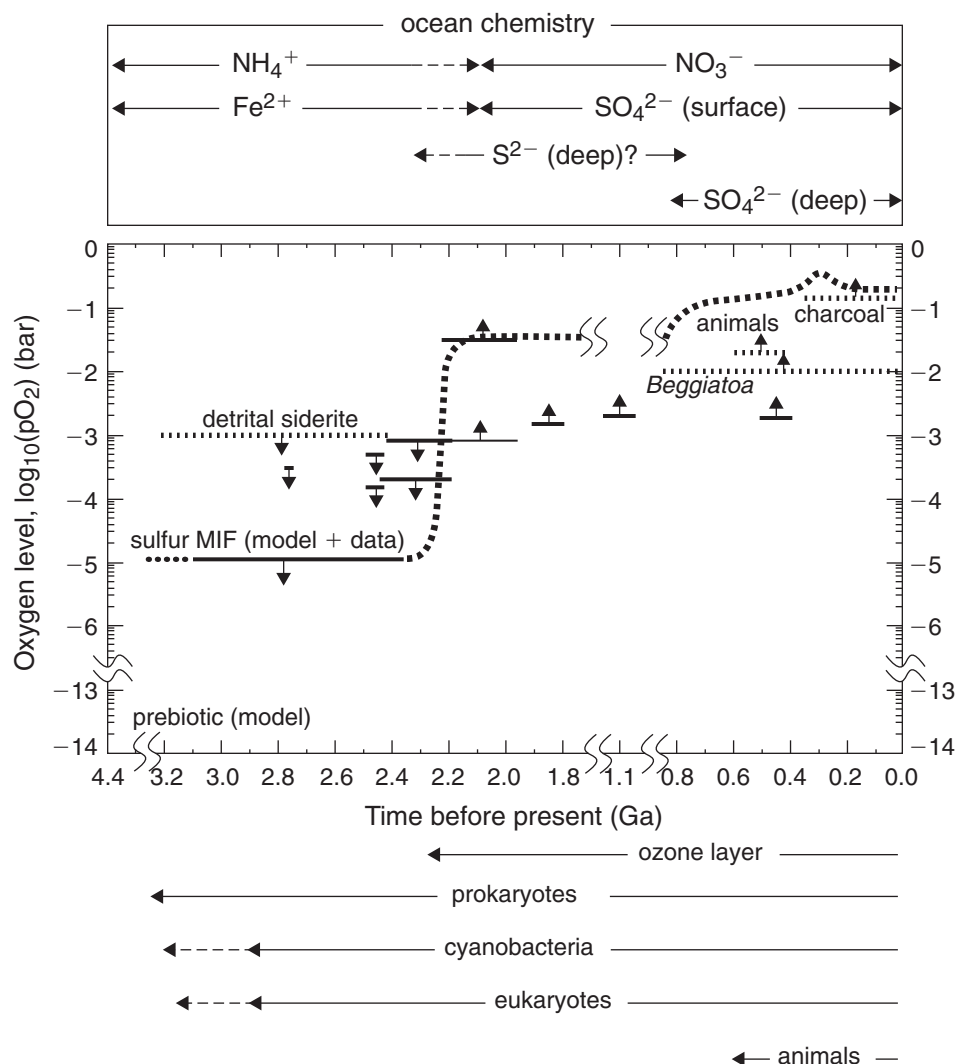 ocean chemistry
NH₄⁺ NO₃⁻
Fe²⁺ SO₄²⁻ (surface)
S²⁻ (deep)?
SO₄²⁻ (deep)
0 0
−1 −1
charcoal
animals
−2 −2
Beggiatoa
detrital siderite
−3 −3
−4 −4
sulfur MIF (model + data)
−5 −5
−6 −6
−13 −13
prebiotic (model)
−14 −14
Oxygen level, log₁₀(pO₂) (bar)
4.4 3.2 3.0 2.8 2.6 2.4 2.2 2.0 1.8 1.1 0.8 0.6 0.4 0.2 0.0
Time before present (Ga)
ozone layer
prokaryotes
cyanobacteria
eukaryotes
animals